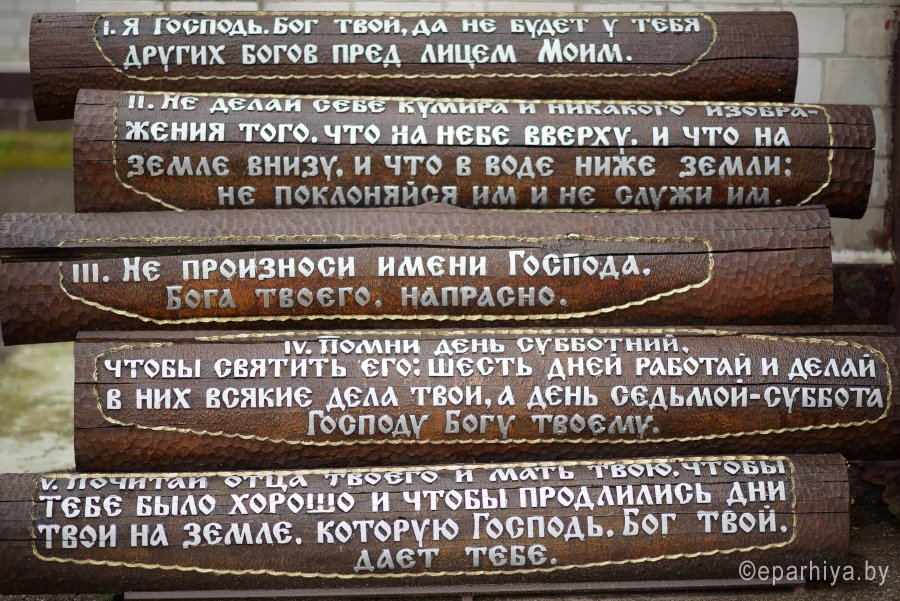 I. Я Господь, Бог твой, да не будет у тебя
других богов пред лицем Моим.
II. Не делай себе кумира и никакого изобра-
жения того, что на небе вверху, и что на
земле внизу, и что в воде ниже земли;
не поклоняйся им и не служи им.
III. Не произноси имени Господа,
Бога твоего, напрасно.
IV. Помни день субботний,
чтобы святить его: шесть дней работай и делай
в них всякие дела твои, а день седьмой-суббота
Господу Богу твоему.
V. Почитай отца твоего и мать твою, чтобы
тебе было хорошо и чтобы продлились дни
твои на земле, которую Господь, Бог твой,
дает тебе.
©eparhiya.by